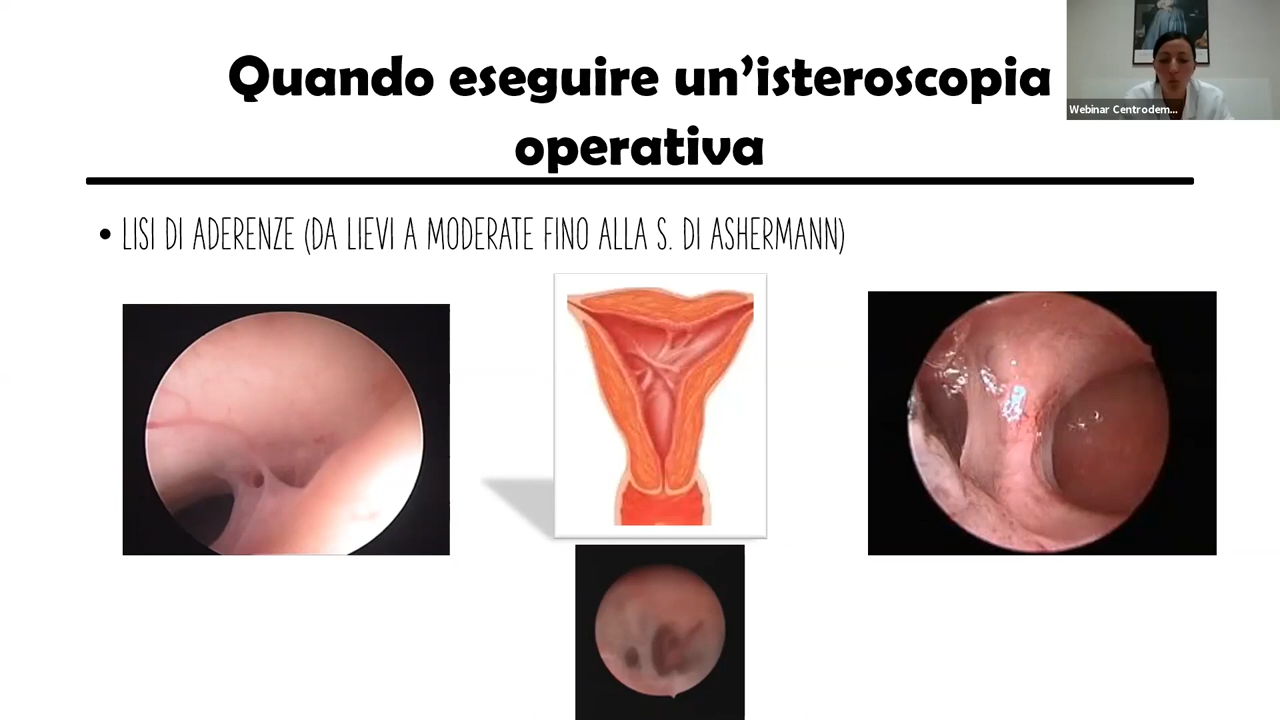 Quando eseguire un’isteroscopia
operativa
• LISI DI ADERENZE (DA LIEVI A MODERATE FINO ALLA S. DI ASHERMANN)
Webinar Centrodem...